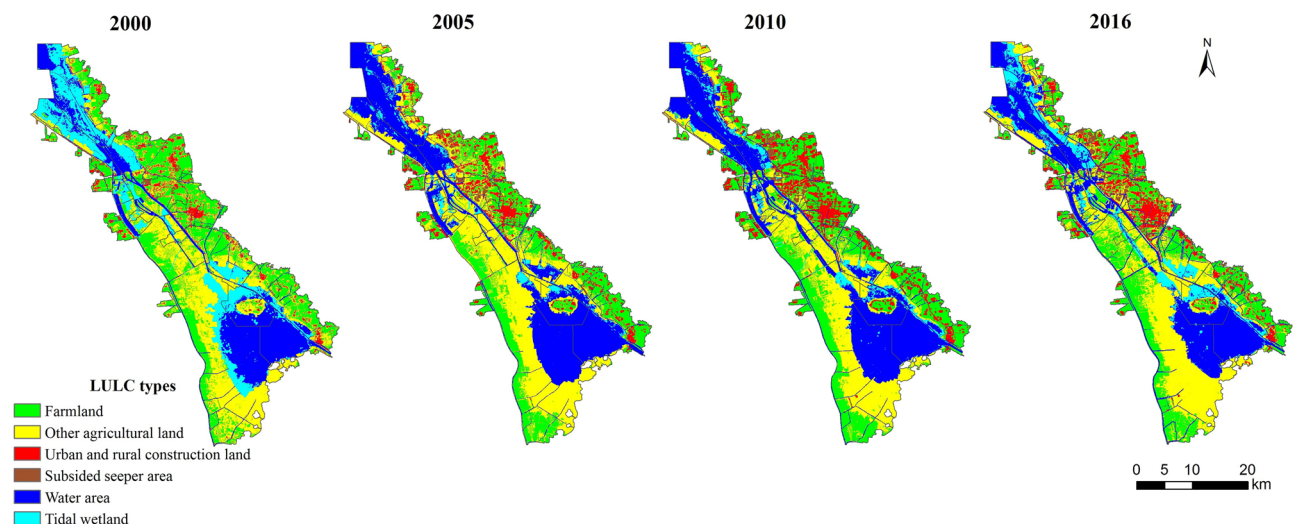 2000
2005
2010
2016
N
LULC types
Farmland
Other agricultural land
Urban and rural construction land
Subsided seeper area
Water area
Tidal wetland
0 5 10 20
km